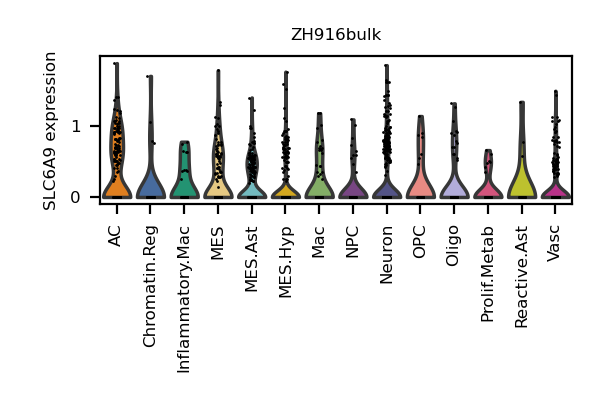 ZH916bulk
SLC6A9 expression
1
0
AC
Chromatin.Reg
Inflammatory.Mac
MES
MES.Ast
MES.Hyp
Mac
NPC
Neuron
OPC
Oligo
Prolif.Metab
Reactive.Ast
Vasc